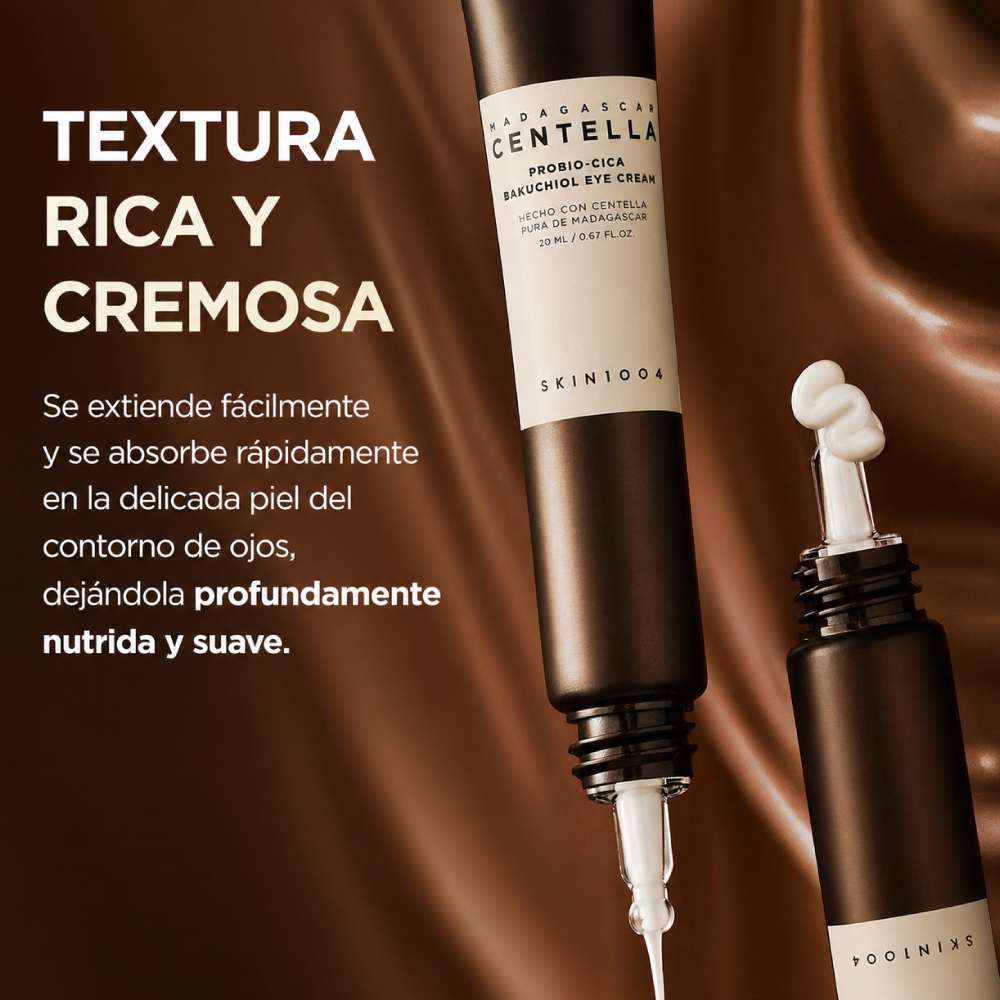 TEXTURA
RICA Y
CREMOSA
Se extiende fácilmente
y se absorbe rápidamente
en la delicada piel del
contorno de ojos,
dejándola profundamente
nutrida y suave.
MADAGASCAR
CENTELLA
PROBIO-CICA
BAKUCHIOL EYE CREAM
HECHO CON CENTELLA
PURA DE MADAGASCAR
20 ML / 0.67 FL.OZ.
SKIN1004
SKIN1004